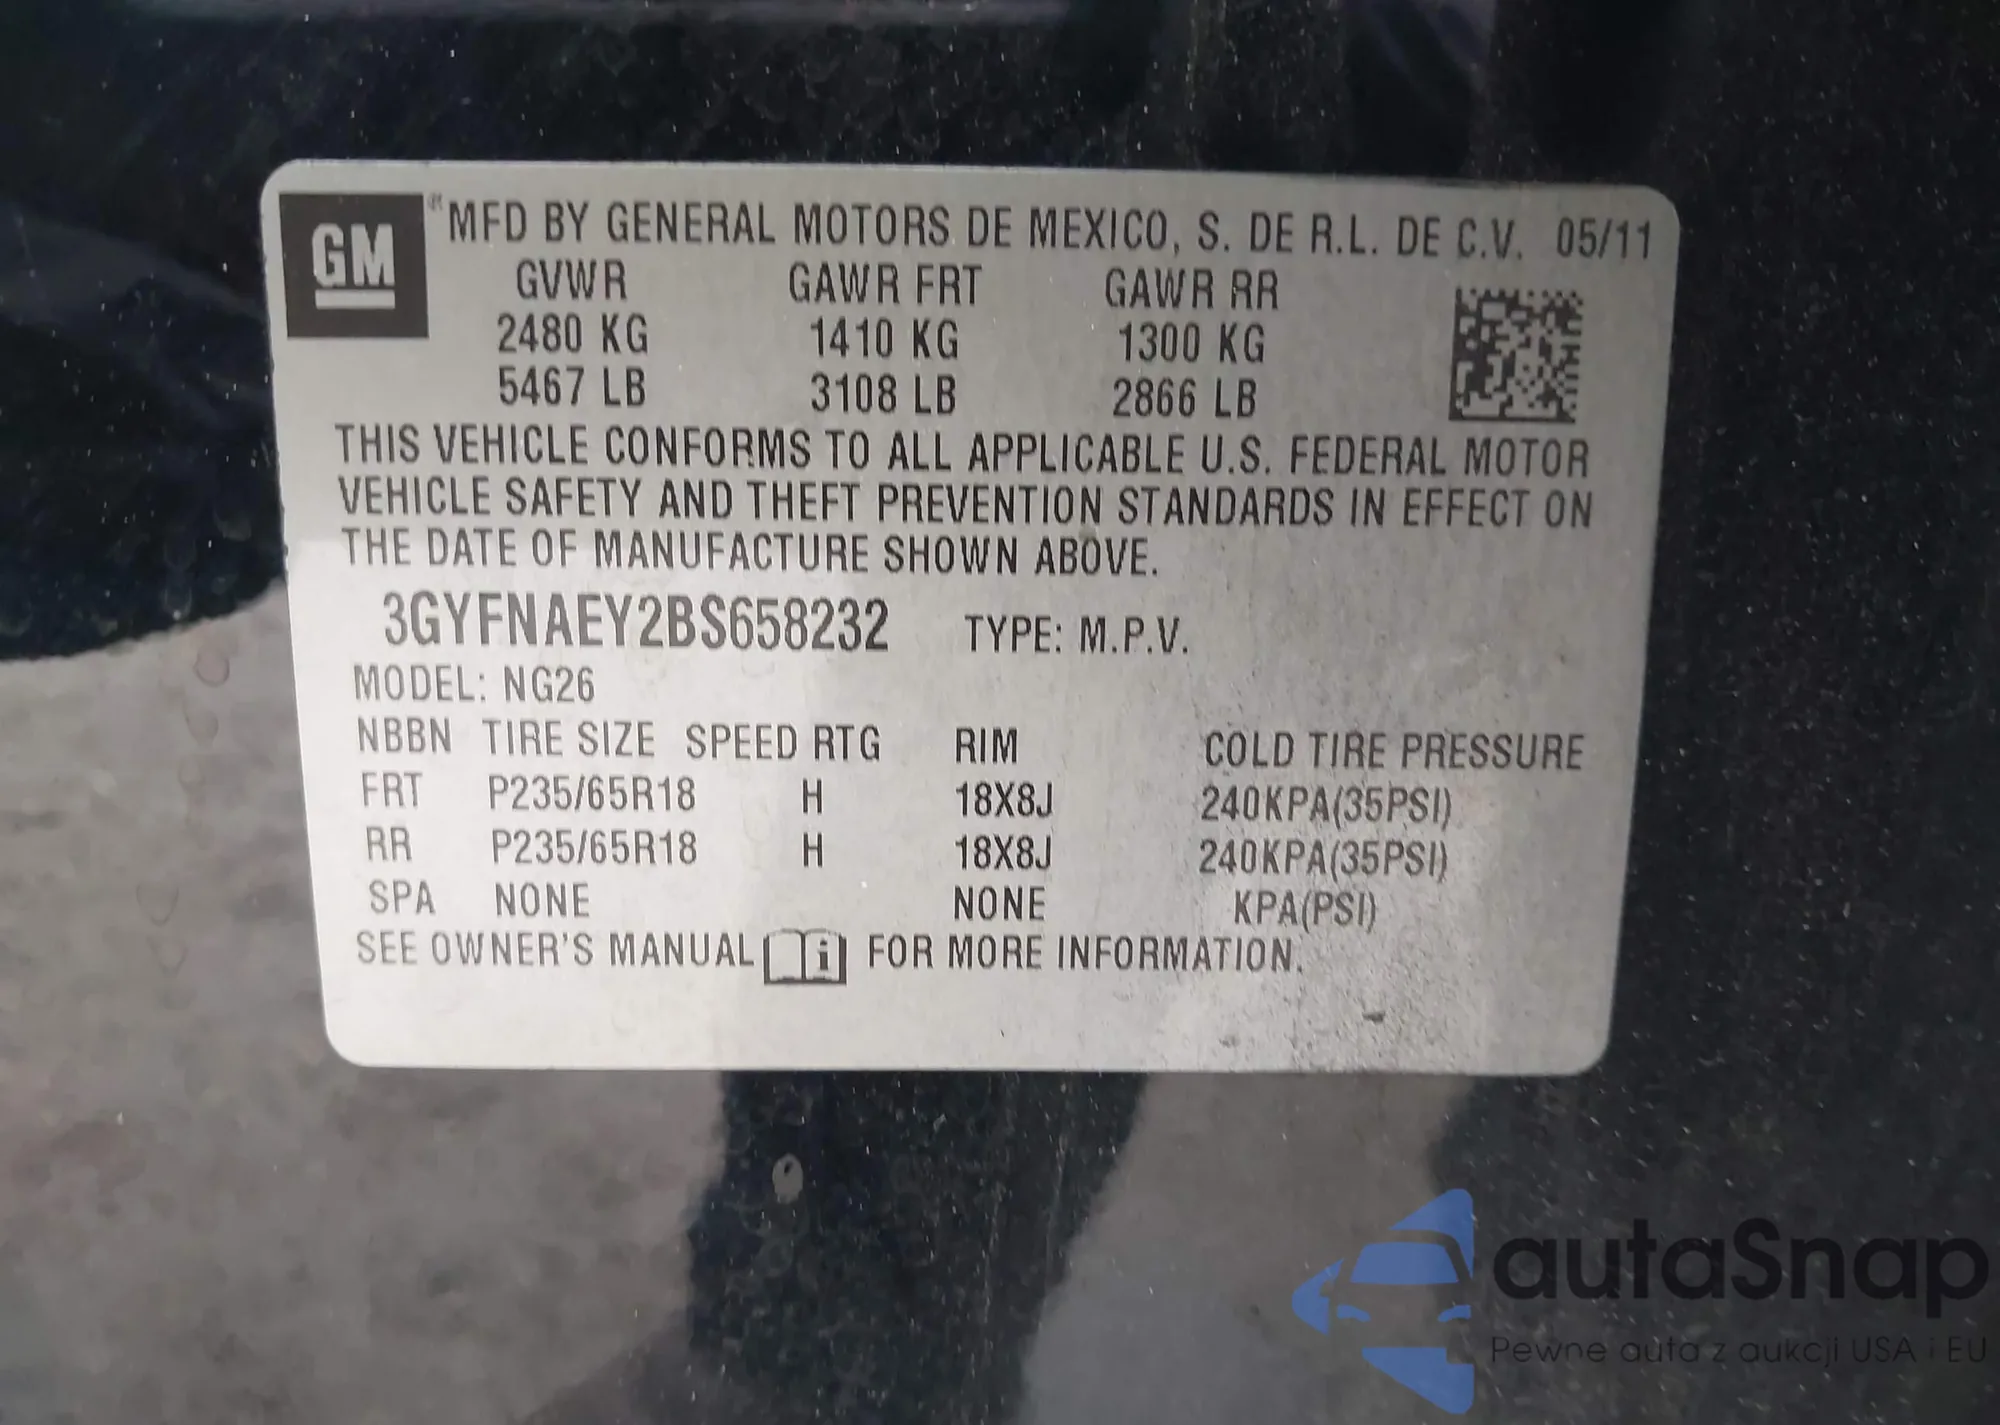 GM
® MFD BY GENERAL MOTORS DE MEXICO, S. DE R.L. DE C.V. 05/11
GVWR GAWR FRT GAWR RR
2480 KG 1410 KG 1300 KG
5467 LB 3108 LB 2866 LB
THIS VEHICLE CONFORMS TO ALL APPLICABLE U.S. FEDERAL MOTOR
VEHICLE SAFETY AND THEFT PREVENTION STANDARDS IN EFFECT ON
THE DATE OF MANUFACTURE SHOWN ABOVE.
3GYFNAEY2BS658232 TYPE: M.P.V.
MODEL: NG26
NBBN TIRE SIZE SPEED RTG RIM COLD TIRE PRESSURE
FRT P235/65R18 H 18X8J 240KPA(35PSI)
RR P235/65R18 H 18X8J 240KPA(35PSI)
SPA NONE NONE KPA(PSI)
SEE OWNER'S MANUAL i FOR MORE INFORMATION.
autaSnap
Pewne auta z aukcji USA i EU